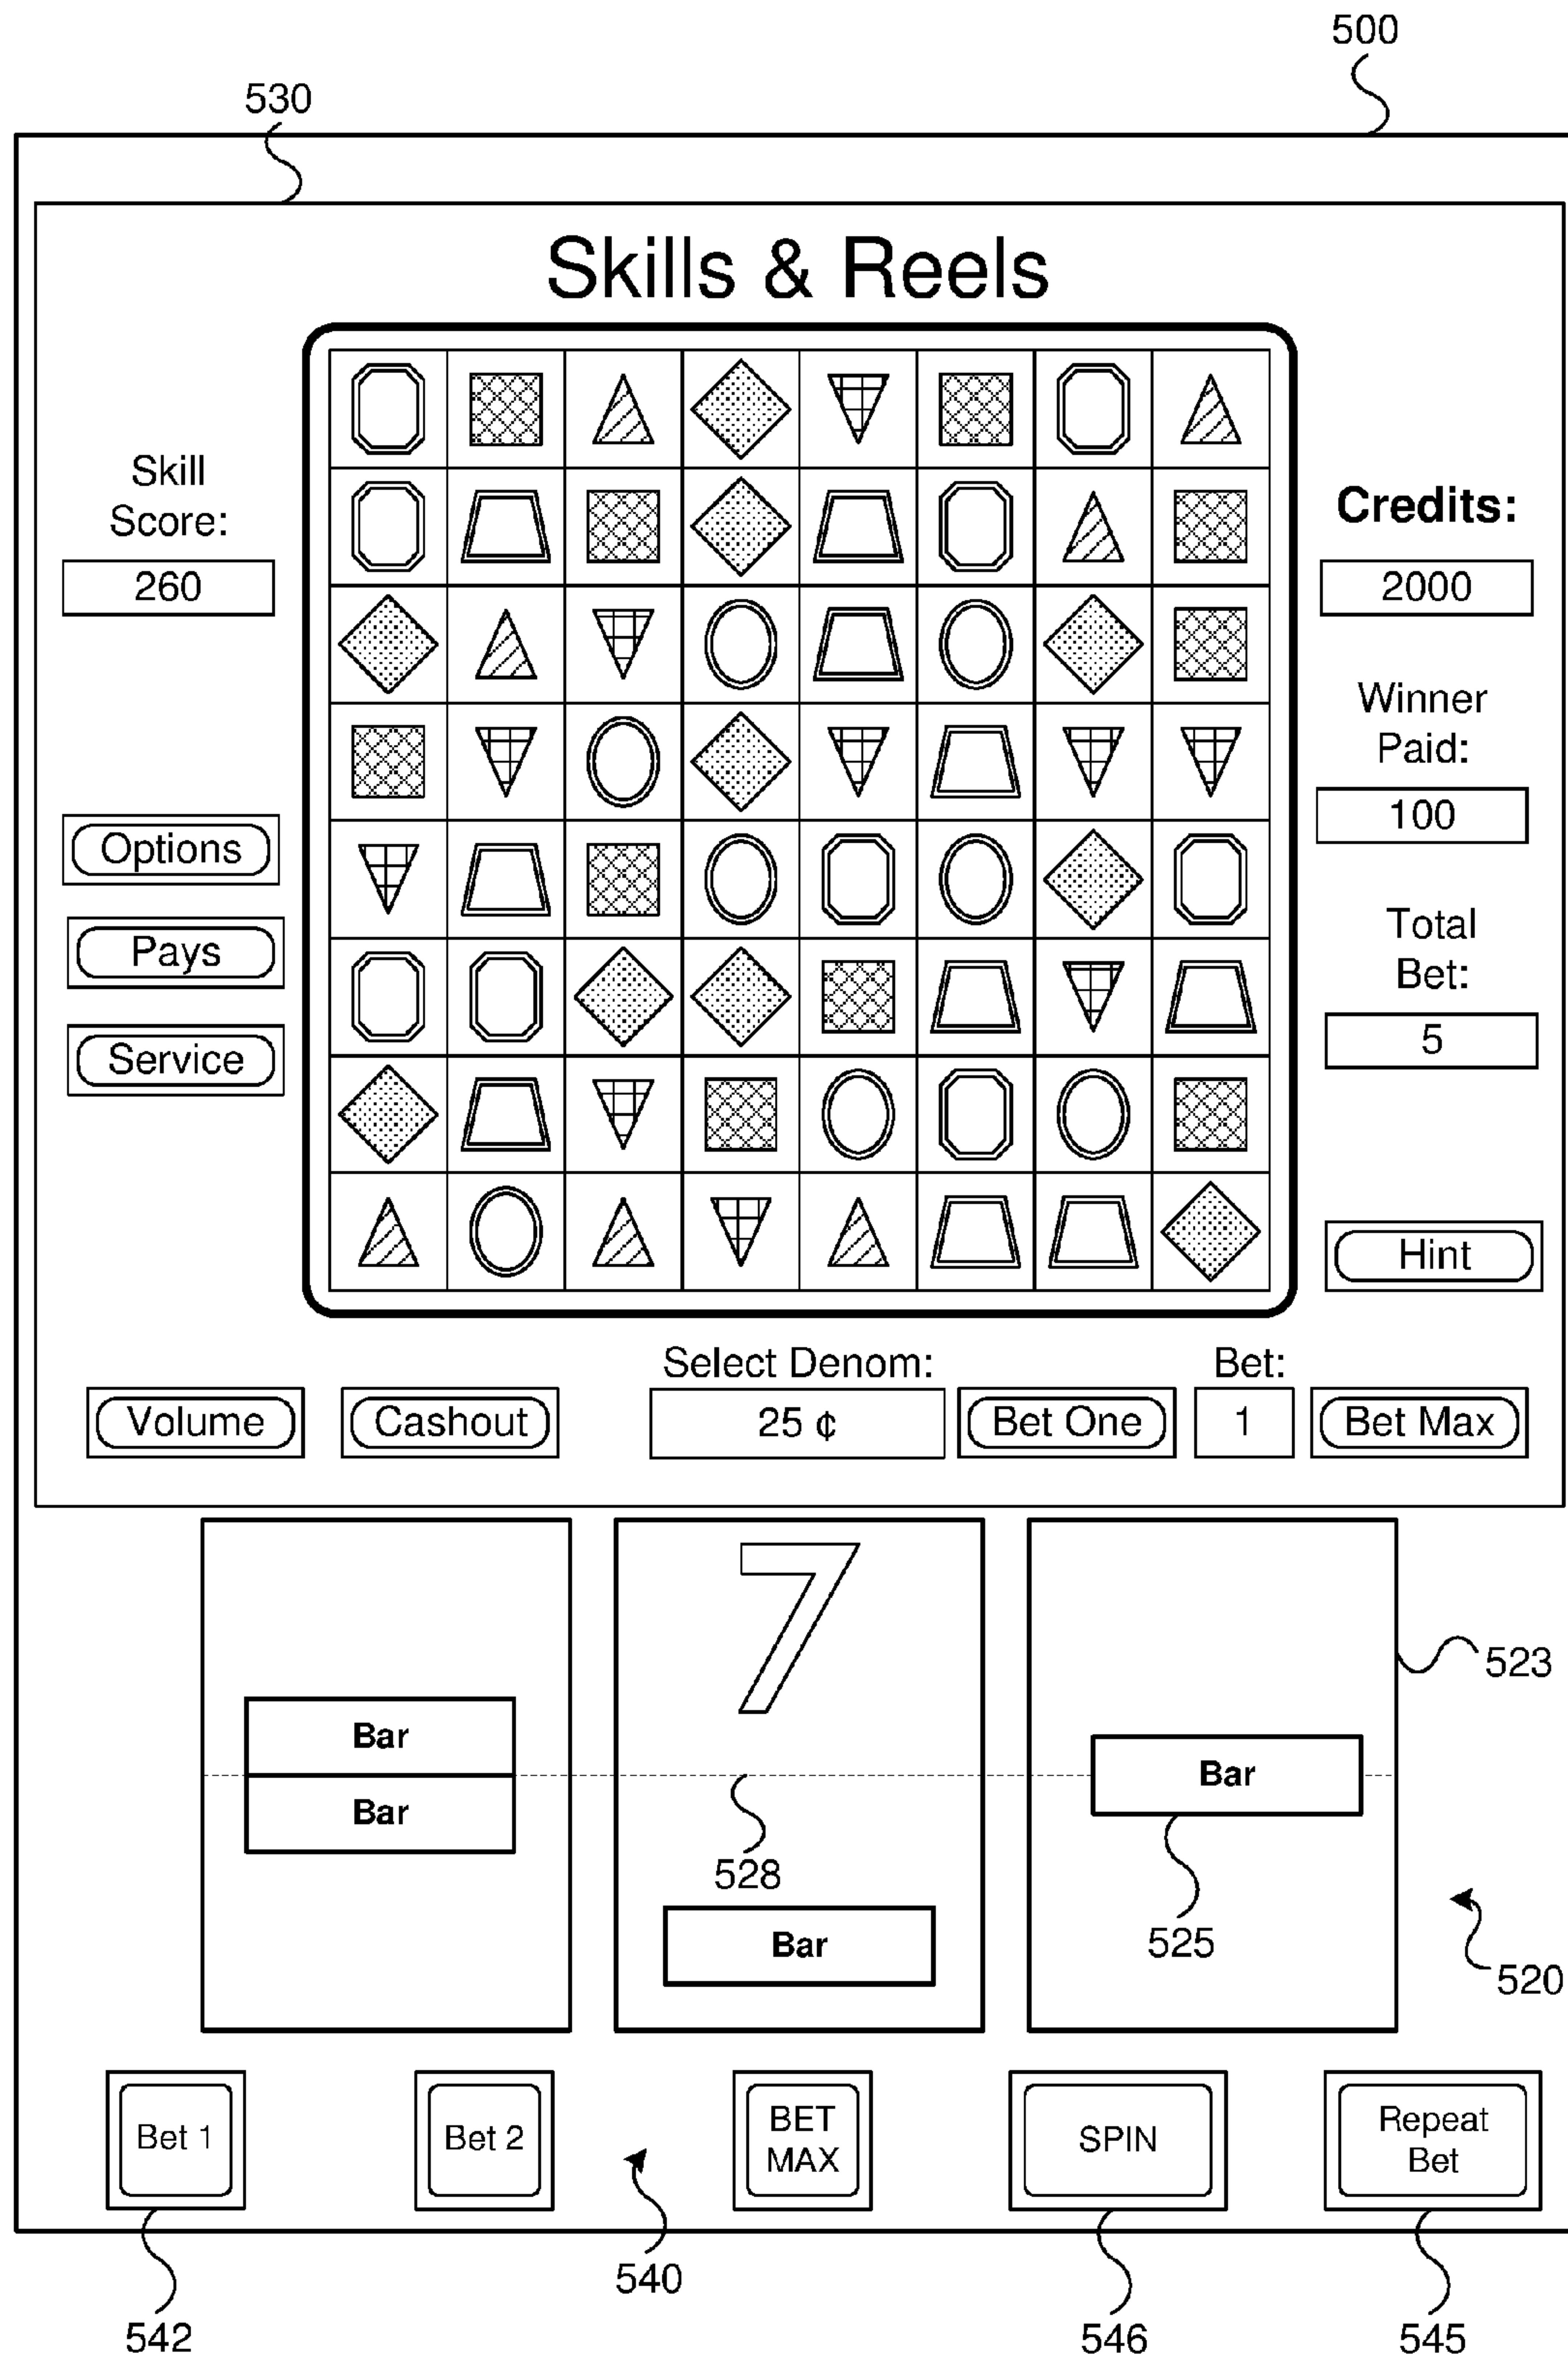 500
530
Skills & Reels
Skill
Score:
260
Credits:
2000
Winner
Paid:
100
Options
Total
Bet:
5
Pays
Service
Hint
Select Denom:
Bet:
Volume
Cashout
25 ¢
Bet One
1
Bet Max
7
523
Bar
Bar
Bar
528
Bar
525
520
Bet 1
Bet 2
BET
MAX
SPIN
Repeat
Bet
540
542
546
545